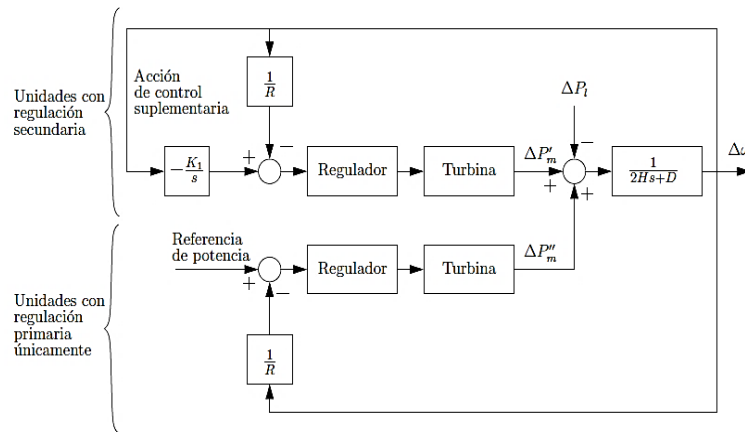 Unidades con
regulación
secundaria
Acción
de control
suplementaria
1
R
−
+
− K₁
s
Regulador
Turbina
ΔP′ₘ
ΔPₗ
−
+
+
1
2Hs+D
Δω
Unidades con
regulación
primaria
únicamente
Referencia
de potencia
+
−
Regulador
Turbina
ΔP″ₘ
1
R